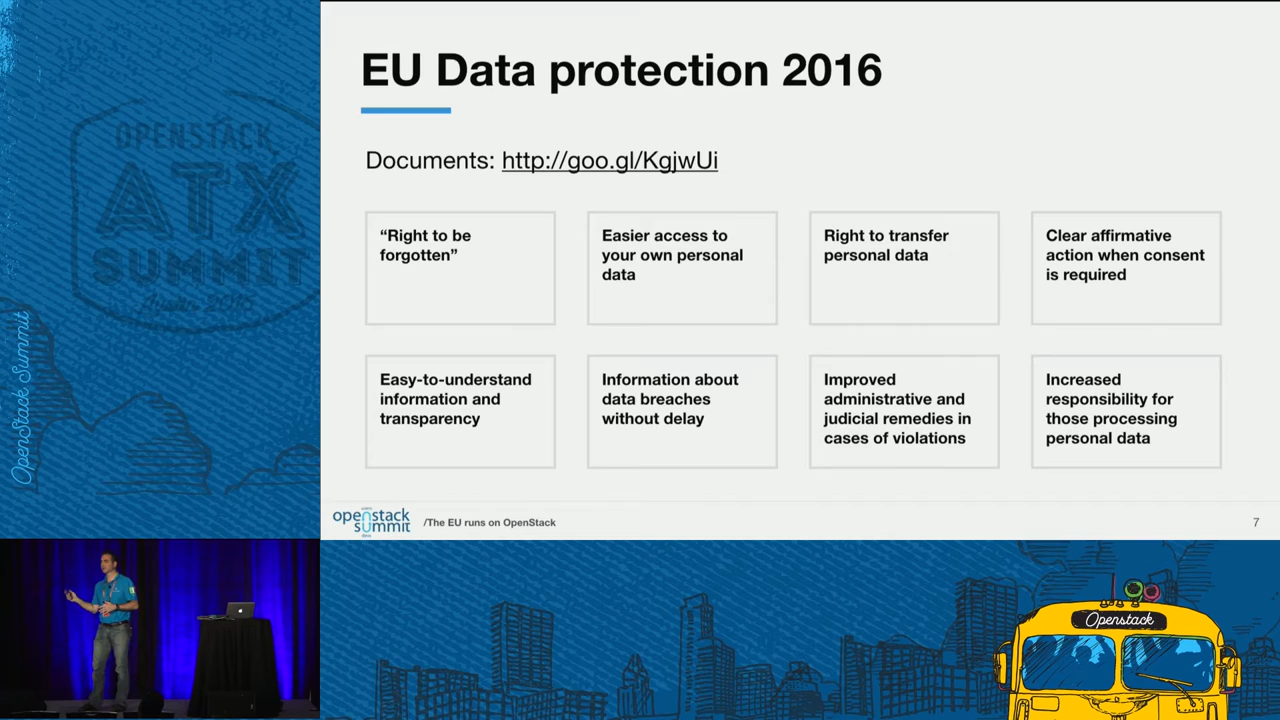 EU Data protection 2016
Documents: http://goo.gl/KgjwUi
“Right to be
forgotten”
Easier access to
your own personal
data
Right to transfer
personal data
Clear affirmative
action when consent
is required
Easy-to-understand
information and
transparency
Information about
data breaches
without delay
Improved
administrative and
judicial remedies in
cases of violations
Increased
responsibility for
those processing
personal data
openstack
summit
/The EU runs on OpenStack
7
OPENSTACK
ATX
SUMMIT
Austin 2016
OpenStack Summit
Openstack